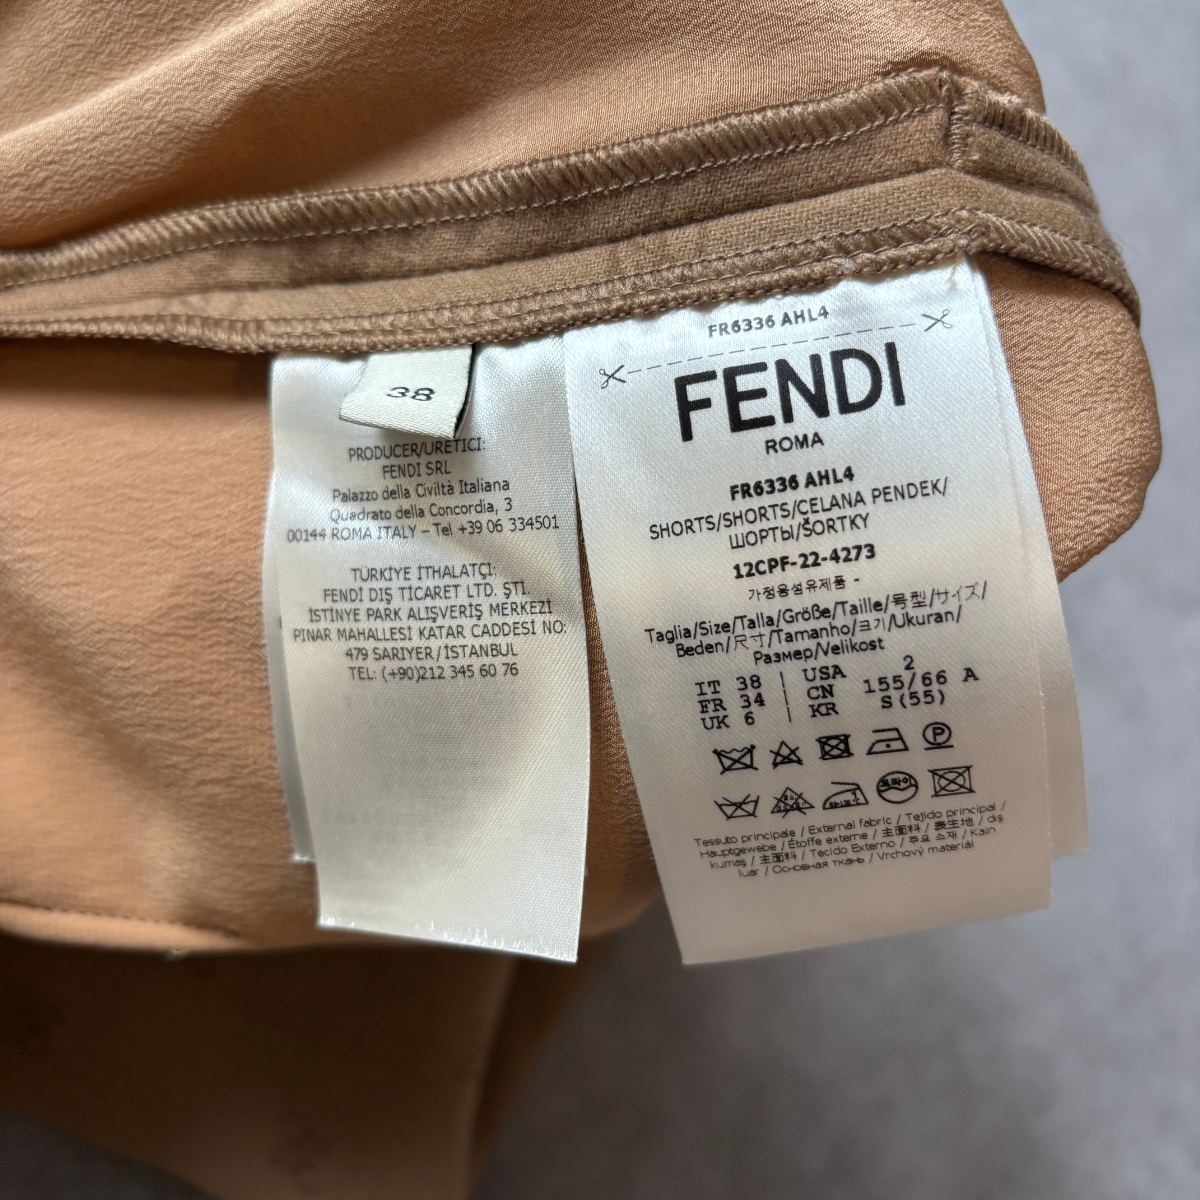 38
PRODUCER/ÜRETİCİ:
FENDI SRL
Palazzo della Civiltà Italiana
Quadrato della Concordia, 3
00144 ROMA ITALY – Tel +39 06 334501
TÜRKİYE İTHALATÇI:
FENDI DIŞ TİCARET LTD. ŞTİ.
İSTİNYE PARK ALIŞVERİŞ MERKEZİ
PINAR MAHALLESİ KATAR CADDESİ NO:
479 SARIYER/İSTANBUL
TEL: (+90)212 345 60 76
FR6336 AHL4
FENDI
ROMA
FR6336 AHL4
SHORTS/SHORTS/CELANA PENDEK/
ШОРТЫ/ŠORTKY
12CPF-22-4273
가정용섬유제품 -
Taglia/Size/Talla/Größe/Taille/号型/サイズ/
Beden/尺寸/Tamanho/크기/Ukuran/
Размер/Velikost
IT 38 | USA 2
FR 34 | CN 155/66 A
UK 6 | KR S(55)
P
드라이
Tessuto principale / External fabric / Tejido principal /
Hauptgewebe / Étoffe externe / 主面料 / 表生地 / dış
kumaş / 主面料 / Tecido Externo / 주요 소재 / Kain
luar / Основная ткань / Vrchový materiál